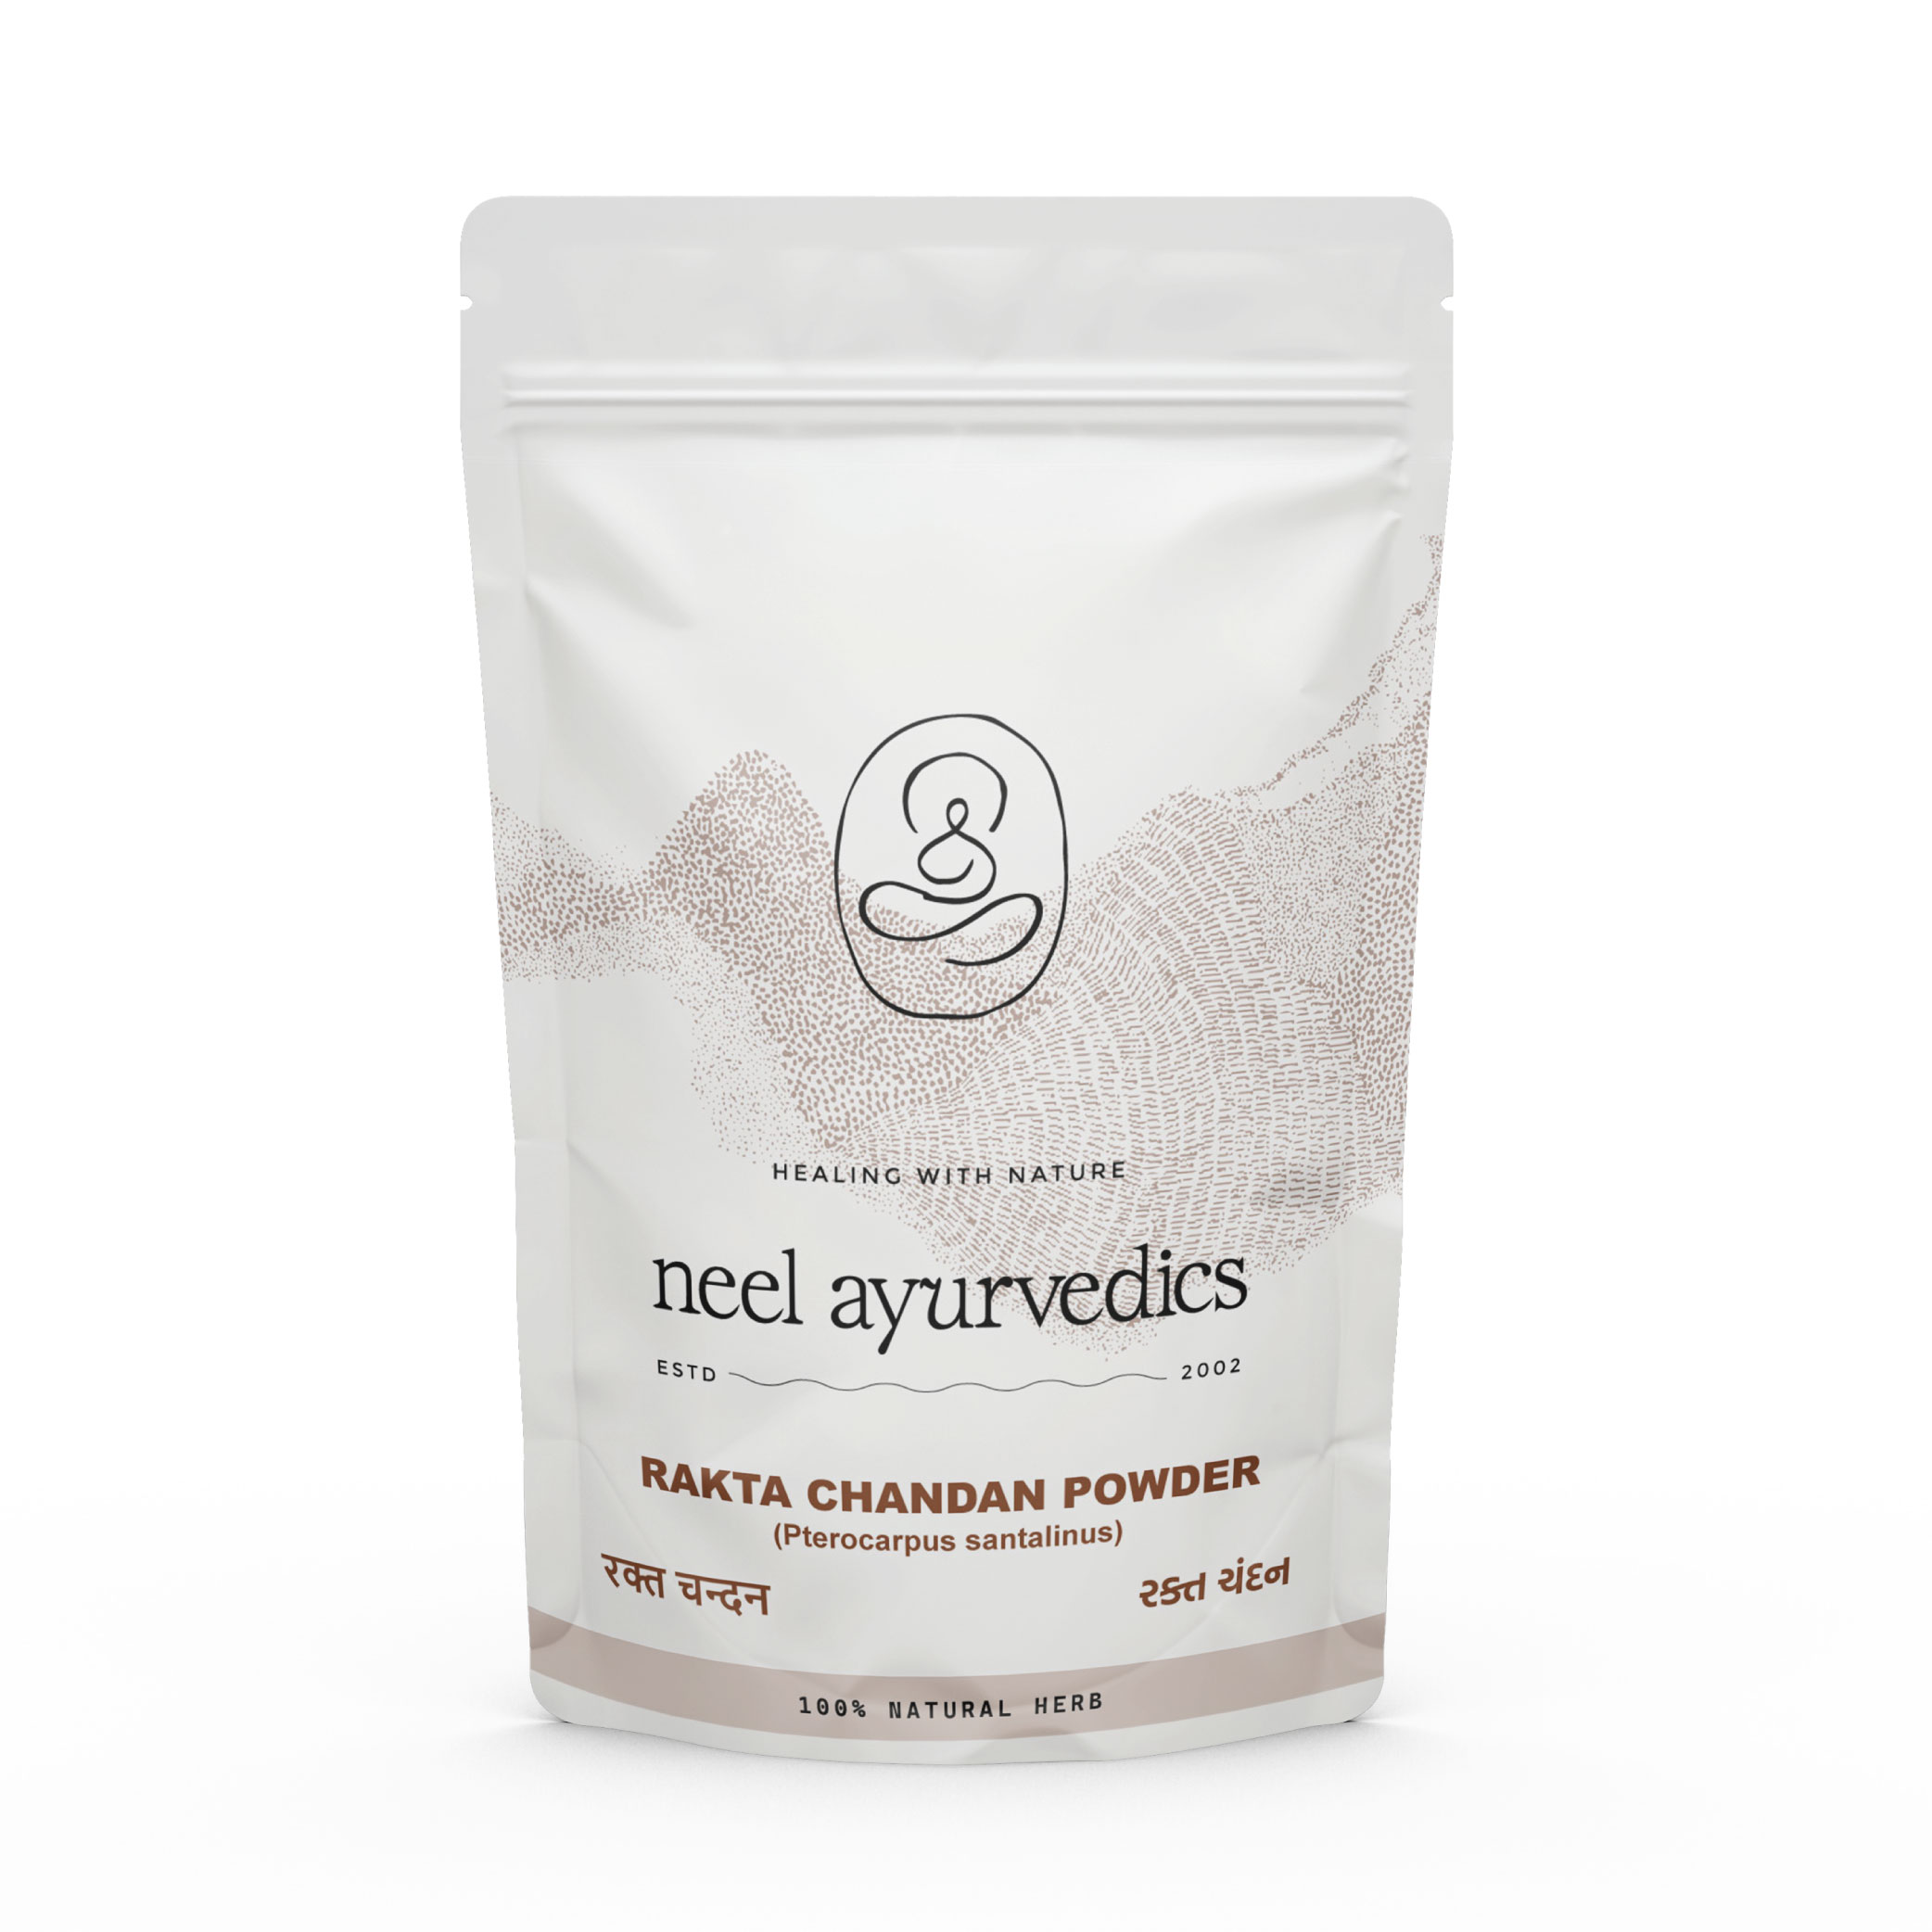 HEALING WITH NATURE
neel ayurvedics
ESTD 2002
RAKTA CHANDAN POWDER
(Pterocarpus santalinus)
रक्त चन्दन રક્ત ચંદન
100% NATURAL HERB